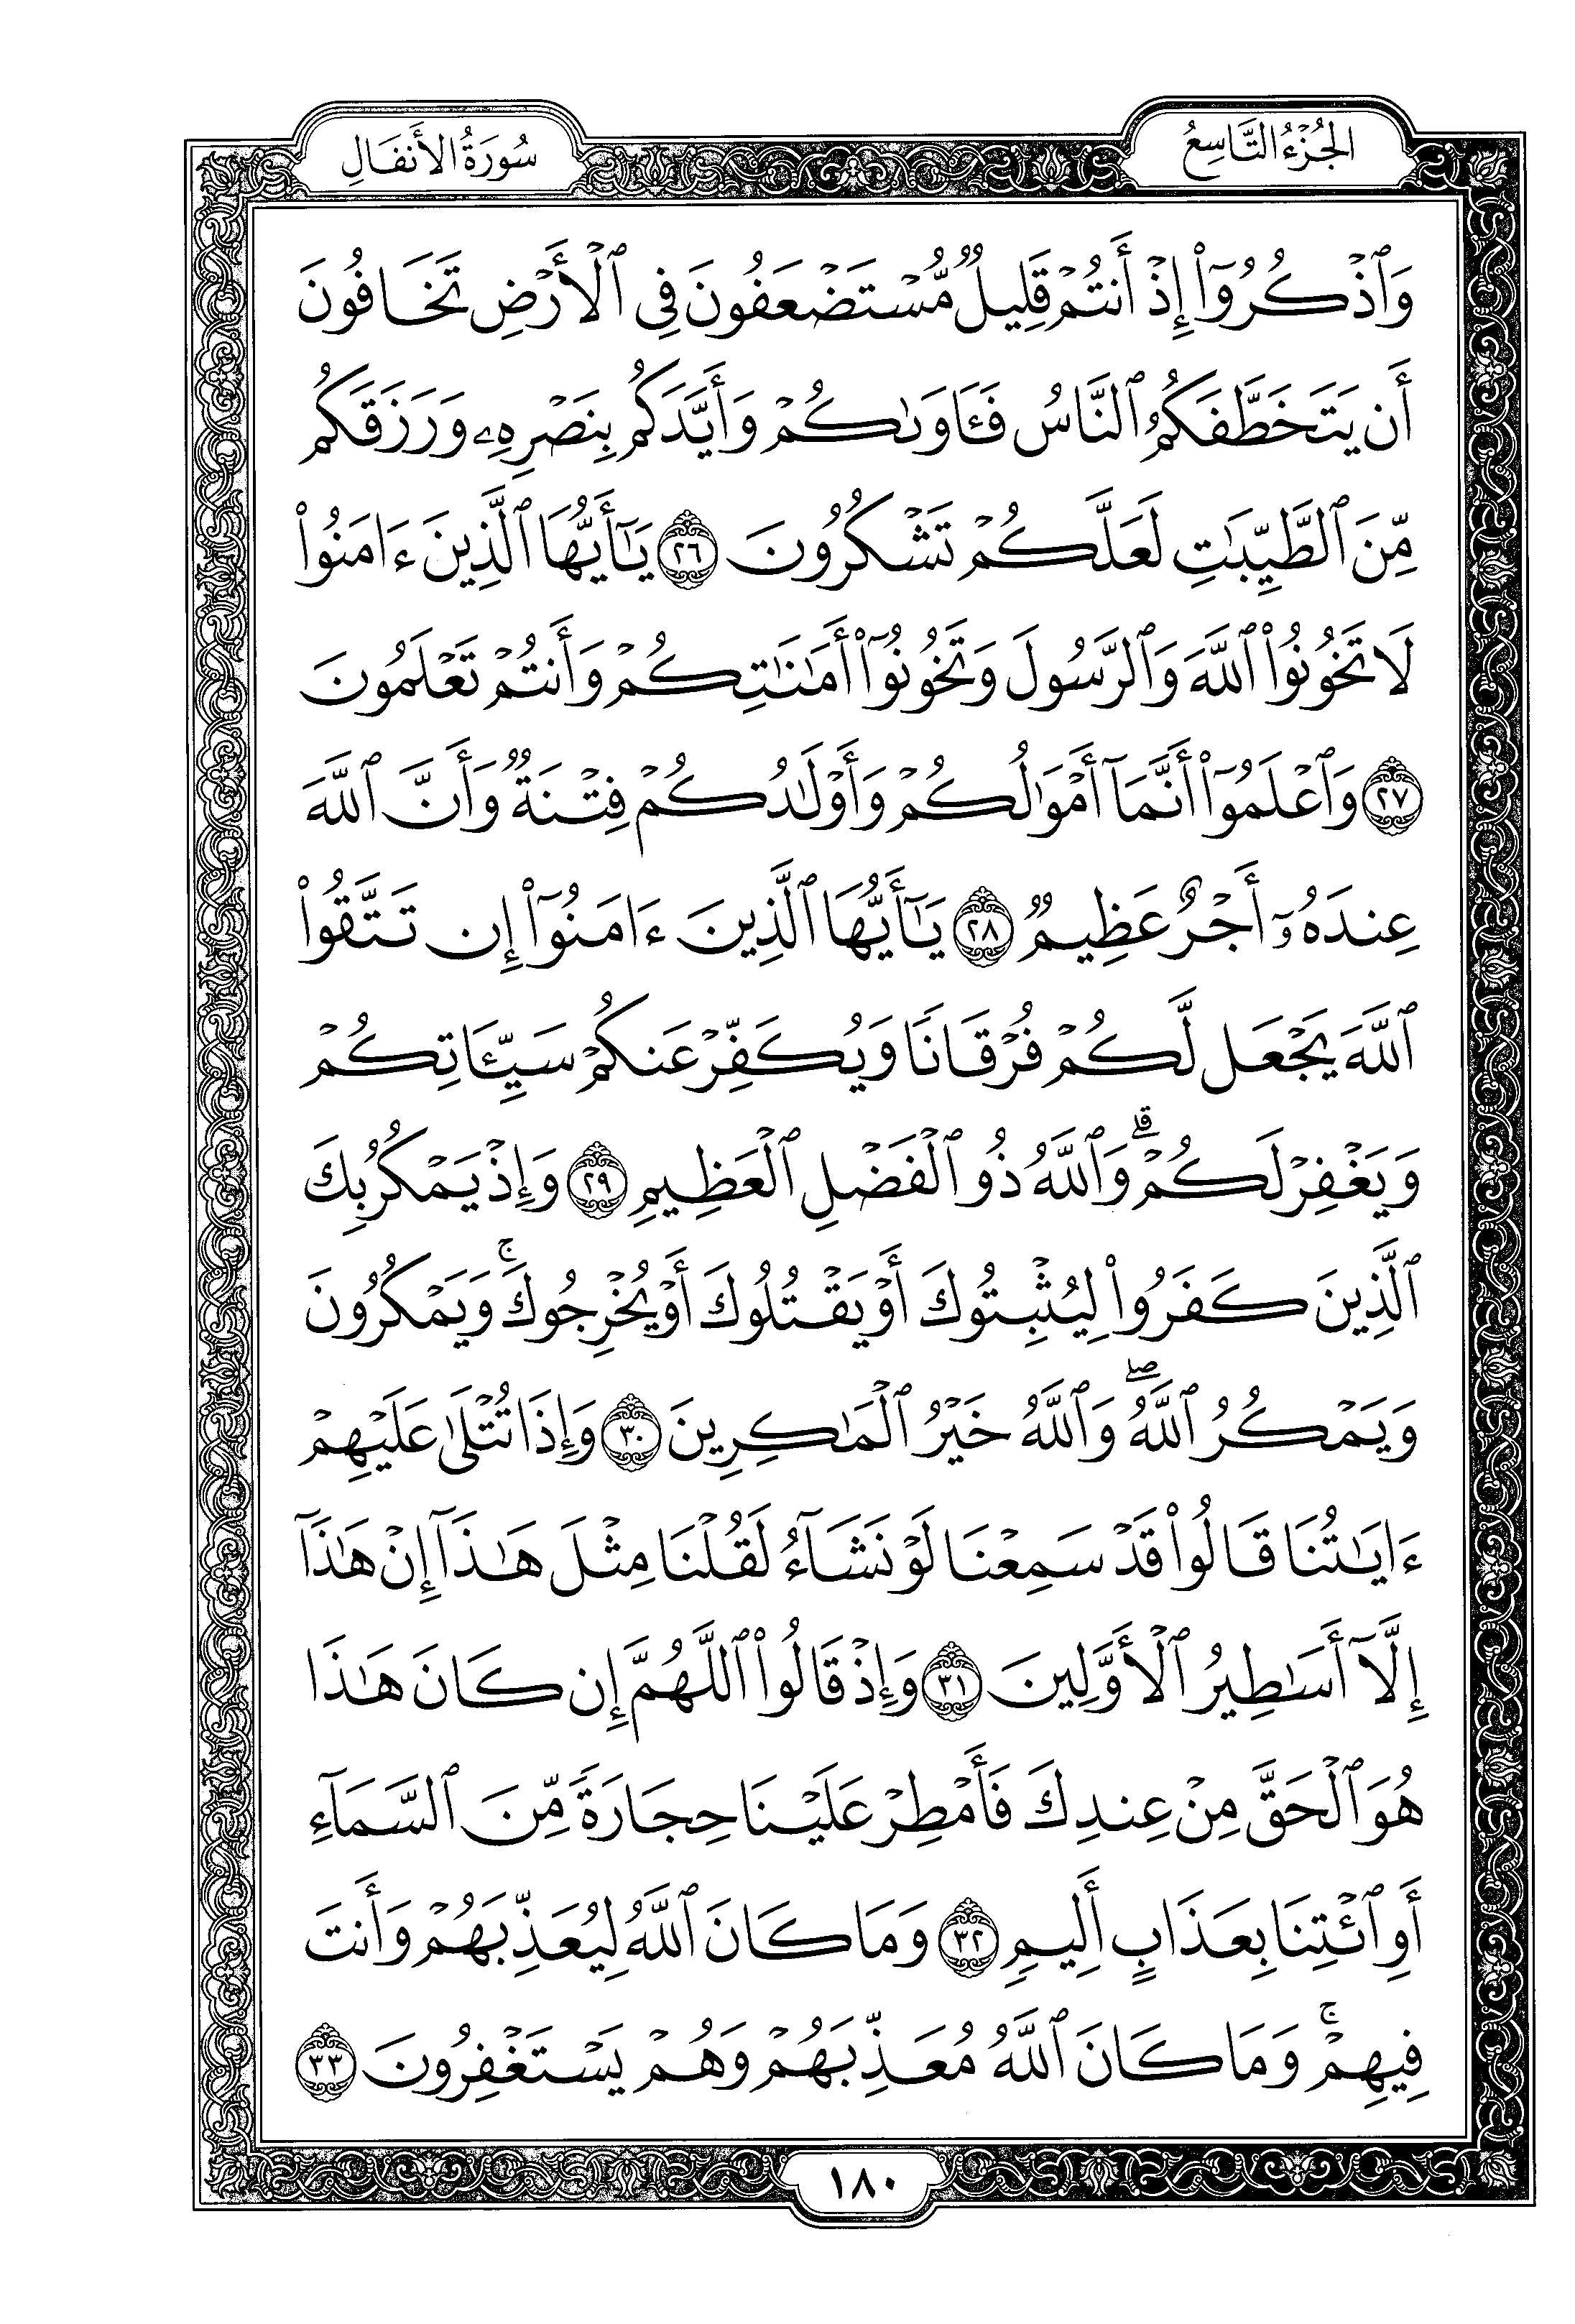 الجُزْءُ التَّاسِعُ
سُورَةُ الأَنفَالِ
وَٱذْكُرُوٓا۟ إِذْ أَنتُمْ قَلِيلٌ مُّسْتَضْعَفُونَ فِى ٱلْأَرْضِ تَخَافُونَ
أَن يَتَخَطَّفَكُمُ ٱلنَّاسُ فَـَٔاوَىٰكُمْ وَأَيَّدَكُم بِنَصْرِهِۦ وَرَزَقَكُم
مِّنَ ٱلطَّيِّبَـٰتِ لَعَلَّكُمْ تَشْكُرُونَ ٢٦ يَـٰٓأَيُّهَا ٱلَّذِينَ ءَامَنُوا۟
لَا تَخُونُوا۟ ٱللَّهَ وَٱلرَّسُولَ وَتَخُونُوٓا۟ أَمَـٰنَـٰتِكُمْ وَأَنتُمْ تَعْلَمُونَ
٢٧ وَٱعْلَمُوٓا۟ أَنَّمَآ أَمْوَٰلُكُمْ وَأَوْلَـٰدُكُمْ فِتْنَةٌ وَأَنَّ ٱللَّهَ
عِندَهُۥٓ أَجْرٌ عَظِيمٌ ٢٨ يَـٰٓأَيُّهَا ٱلَّذِينَ ءَامَنُوٓا۟ إِن تَتَّقُوا۟
ٱللَّهَ يَجْعَل لَّكُمْ فُرْقَانًا وَيُكَفِّرْ عَنكُمْ سَيِّـَٔاتِكُمْ
وَيَغْفِرْ لَكُمْ ۗ وَٱللَّهُ ذُو ٱلْفَضْلِ ٱلْعَظِيمِ ٢٩ وَإِذْ يَمْكُرُ بِكَ
ٱلَّذِينَ كَفَرُوا۟ لِيُثْبِتُوكَ أَوْ يَقْتُلُوكَ أَوْ يُخْرِجُوكَ ۚ وَيَمْكُرُونَ
وَيَمْكُرُ ٱللَّهُ ۖ وَٱللَّهُ خَيْرُ ٱلْمَـٰكِرِينَ ٣٠ وَإِذَا تُتْلَىٰ عَلَيْهِمْ
ءَايَـٰتُنَا قَالُوا۟ قَدْ سَمِعْنَا لَوْ نَشَآءُ لَقُلْنَا مِثْلَ هَـٰذَآ إِنْ هَـٰذَآ
إِلَّآ أَسَـٰطِيرُ ٱلْأَوَّلِينَ ٣١ وَإِذْ قَالُوا۟ ٱللَّهُمَّ إِن كَانَ هَـٰذَا
هُوَ ٱلْحَقَّ مِنْ عِندِكَ فَأَمْطِرْ عَلَيْنَا حِجَارَةً مِّنَ ٱلسَّمَآءِ
أَوِ ٱئْتِنَا بِعَذَابٍ أَلِيمٍ ٣٢ وَمَا كَانَ ٱللَّهُ لِيُعَذِّبَهُمْ وَأَنتَ
فِيهِمْ ۚ وَمَا كَانَ ٱللَّهُ مُعَذِّبَهُمْ وَهُمْ يَسْتَغْفِرُونَ ٣٣
١٨٠